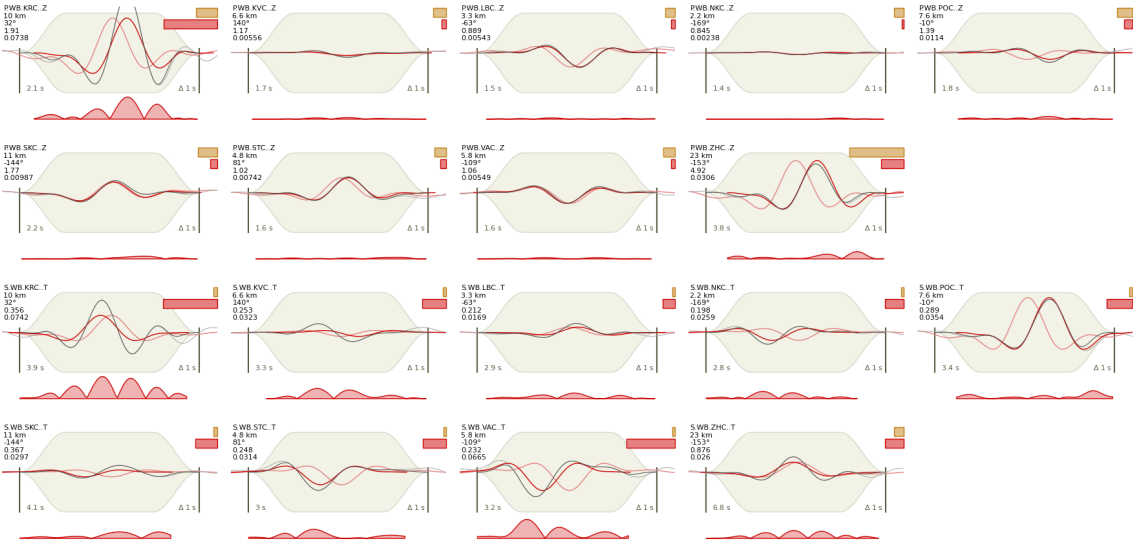 P.WB.KRC..Z
10 km
32°
1.91
0.0738
2.1 s
Δ 1 s
P.WB.KVC..Z
6.6 km
140°
1.17
0.00556
1.7 s
Δ 1 s
P.WB.LBC..Z
3.3 km
-63°
0.889
0.00543
1.5 s
Δ 1 s
P.WB.NKC..Z
2.2 km
-169°
0.845
0.00238
1.4 s
Δ 1 s
P.WB.POC..Z
7.6 km
-10°
1.39
0.0114
1.8 s
Δ 1 s
P.WB.SKC..Z
11 km
-144°
1.77
0.00987
2.2 s
Δ 1 s
P.WB.STC..Z
4.8 km
81°
1.02
0.00742
1.6 s
Δ 1 s
P.WB.VAC..Z
5.8 km
-109°
1.06
0.00549
1.6 s
Δ 1 s
P.WB.ZHC..Z
23 km
-153°
4.92
0.0306
3.8 s
Δ 1 s
S.WB.KRC..T
10 km
32°
0.356
0.0742
3.9 s
Δ 1 s
S.WB.KVC..T
6.6 km
140°
0.253
0.0323
3.3 s
Δ 1 s
S.WB.LBC..T
3.3 km
-63°
0.212
0.0169
2.9 s
Δ 1 s
S.WB.NKC..T
2.2 km
-169°
0.198
0.0259
2.8 s
Δ 1 s
S.WB.POC..T
7.6 km
-10°
0.289
0.0354
3.4 s
Δ 1 s
S.WB.SKC..T
11 km
-144°
0.367
0.0297
4.1 s
Δ 1 s
S.WB.STC..T
4.8 km
81°
0.248
0.0314
3 s
Δ 1 s
S.WB.VAC..T
5.8 km
-109°
0.232
0.0665
3.2 s
Δ 1 s
S.WB.ZHC..T
23 km
-153°
0.876
0.026
6.8 s
Δ 1 s